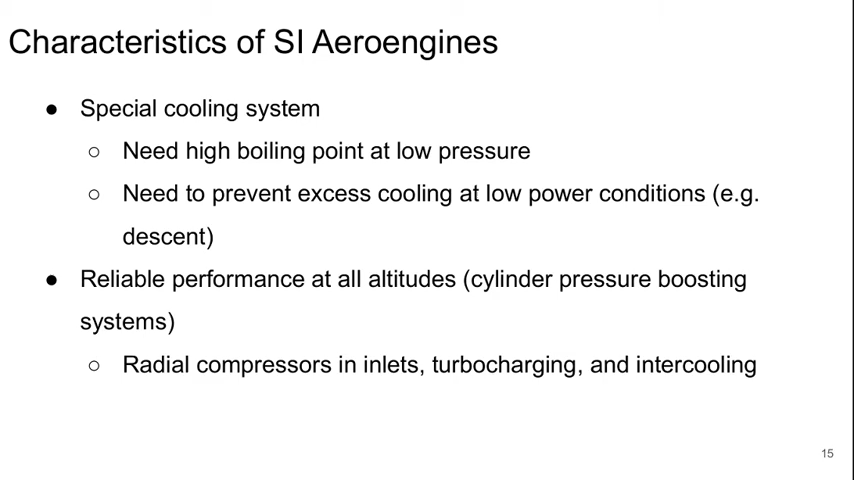 Characteristics of SI Aeroengines
● Special cooling system
○ Need high boiling point at low pressure
○ Need to prevent excess cooling at low power conditions (e.g.
descent)
● Reliable performance at all altitudes (cylinder pressure boosting
systems)
○ Radial compressors in inlets, turbocharging, and intercooling
15